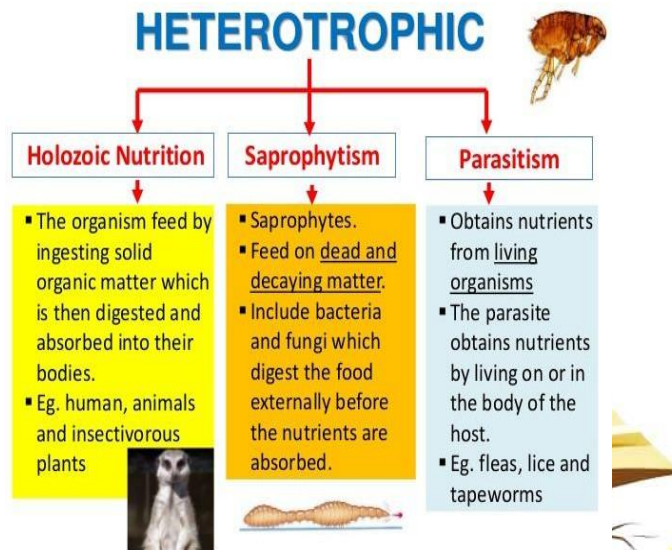 HETEROTROPHIC
Holozoic Nutrition
▪ The organism feed by
ingesting solid
organic matter which
is then digested and
absorbed into their
bodies.
▪ Eg. human, animals
and insectivorous
plants
Saprophytism
▪ Saprophytes.
▪ Feed on dead and
decaying matter.
▪ Include bacteria
and fungi which
digest the food
externally before
the nutrients are
absorbed.
Parasitism
▪ Obtains nutrients
from living
organisms
▪ The parasite
obtains nutrients
by living on or in
the body of the
host.
▪ Eg. fleas, lice and
tapeworms